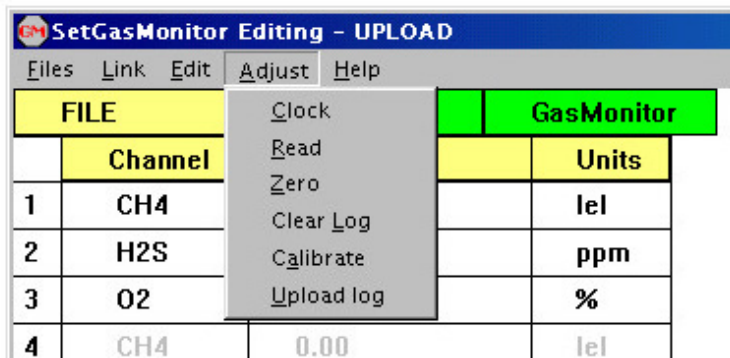 GM SetGasMonitor Editing - UPLOAD
Files Link Edit Adjust Help
FILE GasMonitor
Channel Units
Clock
Read
Zero
Clear Log
Calibrate
Upload log
1 CH4 lel
2 H2S ppm
3 O2 %
4 CH4 0.00 lel